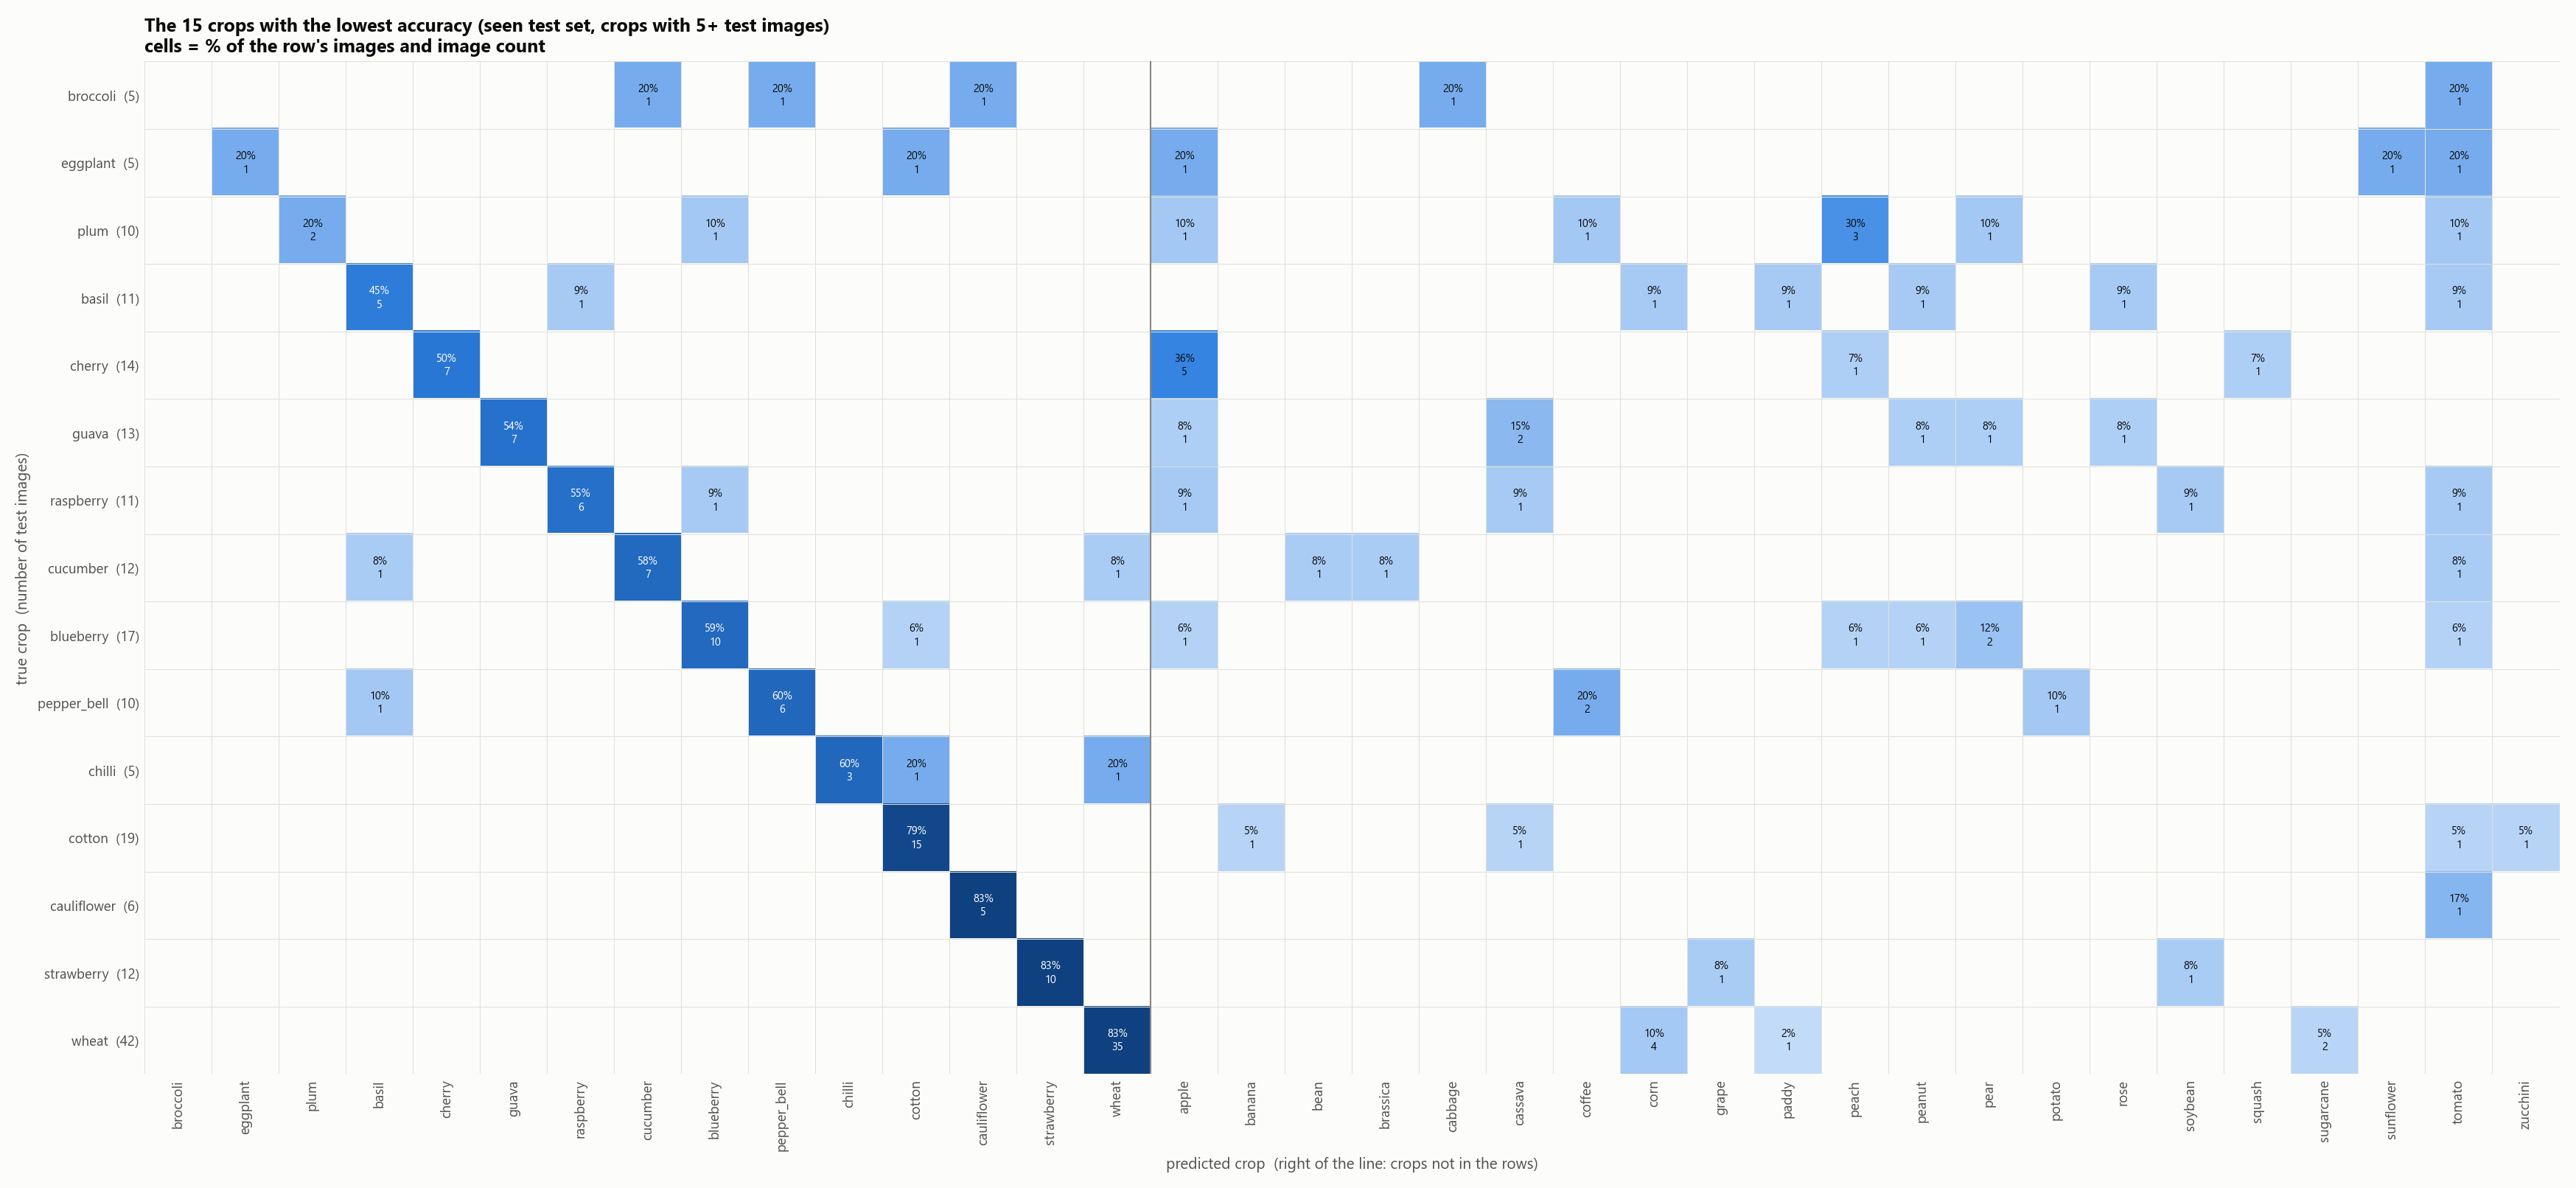 The 15 crops with the lowest accuracy (seen test set, crops with 5+ test images)
cells = % of the row's images and image count
true crop  (number of test images)
broccoli  (5)
20% 20% 20% 20% 20%
1 1 1 1 1
eggplant  (5)
20% 20% 20% 20% 20%
1 1 1 1 1
plum  (10)
20% 10% 10% 10% 30% 10% 10%
2 1 1 1 3 1 1
basil  (11)
45% 9% 9% 9% 9% 9% 9%
5 1 1 1 1 1 1
cherry  (14)
50% 36% 7% 7%
7 5 1 1
guava  (13)
54% 8% 15% 8% 8% 8%
7 1 2 1 1 1
raspberry  (11)
55% 9% 9% 9% 9% 9%
6 1 1 1 1 1
cucumber  (12)
8% 58% 8% 8% 8% 8%
1 7 1 1 1 1
blueberry  (17)
59% 6% 6% 6% 6% 12% 6%
10 1 1 1 1 2 1
pepper_bell  (10)
10% 60% 20% 10%
1 6 2 1
chilli  (5)
60% 20% 20%
3 1 1
cotton  (19)
79% 5% 5% 5% 5%
15 1 1 1 1
cauliflower  (6)
83% 17%
5 1
strawberry  (12)
83% 8% 8%
10 1 1
wheat  (42)
83% 10% 2% 5%
35 4 1 2
broccoli
eggplant
plum
basil
cherry
guava
raspberry
cucumber
blueberry
pepper_bell
chilli
cotton
cauliflower
strawberry
wheat
apple
banana
bean
brassica
cabbage
cassava
coffee
corn
grape
paddy
peach
peanut
pear
potato
rose
soybean
squash
sugarcane
sunflower
tomato
zucchini
predicted crop  (right of the line: crops not in the rows)